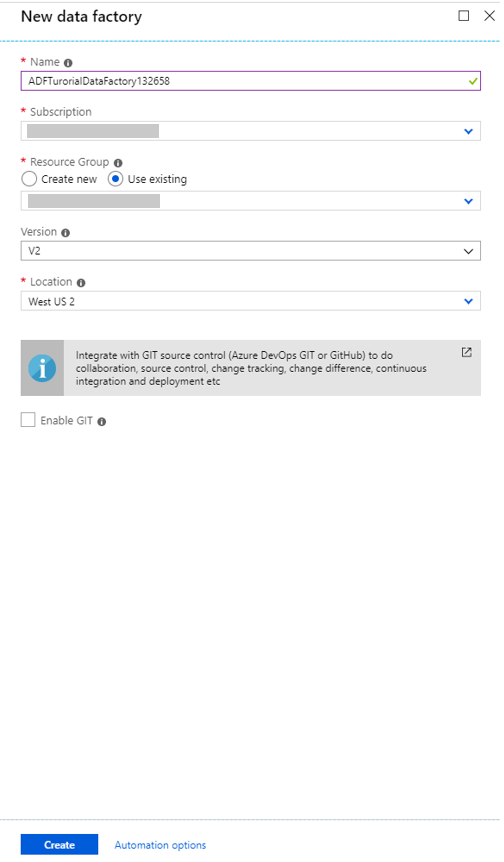 New data factory
* Name
ADFTurorialDataFactory132658
* Subscription
* Resource Group
Create new Use existing
Version
V2
* Location
West US 2
Integrate with GIT source control (Azure DevOps GIT or GitHub) to do
collaboration, source control, change tracking, change difference, continuous
integration and deployment etc
Enable GIT
Create Automation options